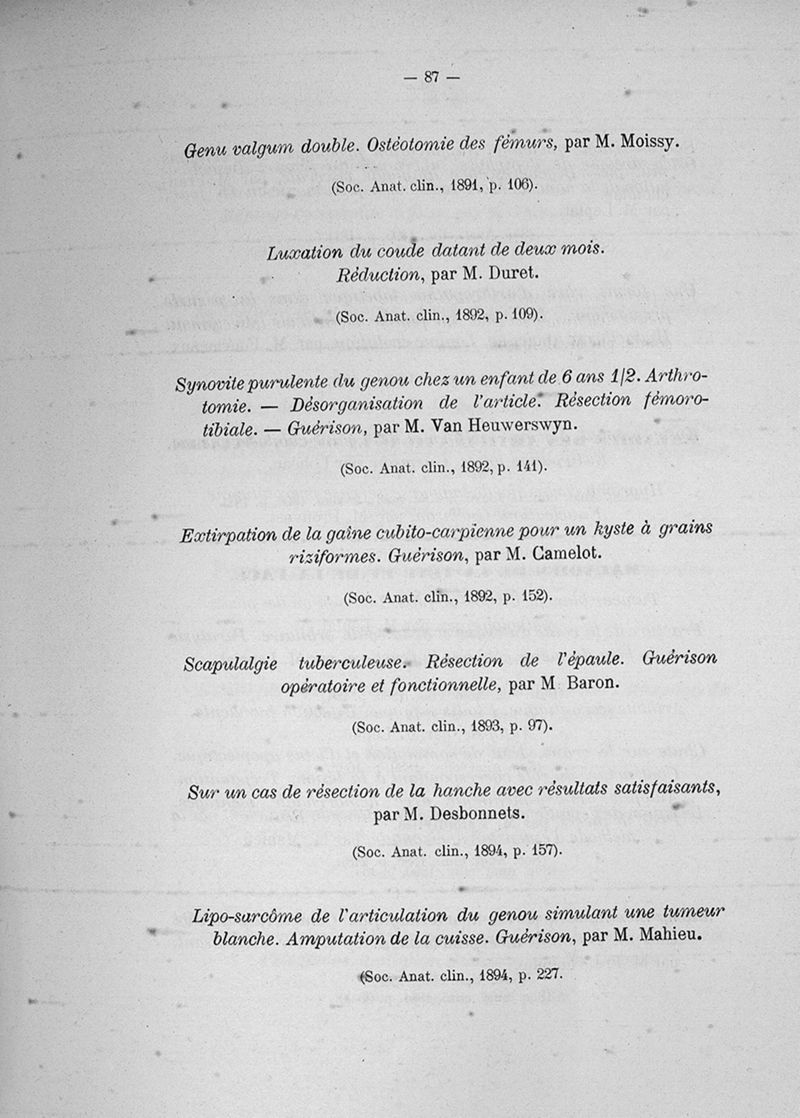 — 87 —
Genu valgum double. Ostéotomie des fémurs, par M. Moissy.
(Soc. Anat. clin., 1891, p. 106).
Luxation du coude datant de deux mois.
Réduction, par M. Duret.
(Soc. Anat. clin., 1892, p. 109).
Synovite purulente du genou chez un enfant de 6 ans 1/2. Arthro-
tomie. — Désorganisation de l'article. Résection fémoro-
tibiale. — Guérison, par M. Van Heuwerswyn.
(Soc. Anat. clin., 1892, p. 141).
Extirpation de la gaîne cubito-carpienne pour un kyste à grains
riziformes. Guérison, par M. Camelot.
(Soc. Anat. clin., 1892, p. 152).
Scapulalgie tuberculeuse. Résection de l'épaule. Guérison
opératoire et fonctionnelle, par M Baron.
(Soc. Anat. clin., 1893, p. 97).
Sur un cas de résection de la hanche avec résultats satisfaisants,
par M. Desbonnets.
(Soc. Anat. clin., 1894, p. 157).
Lipo-sarcôme de l'articulation du genou simulant une tumeur
blanche. Amputation de la cuisse. Guérison, par M. Mahieu.
(Soc. Anat. clin., 1894, p. 227.